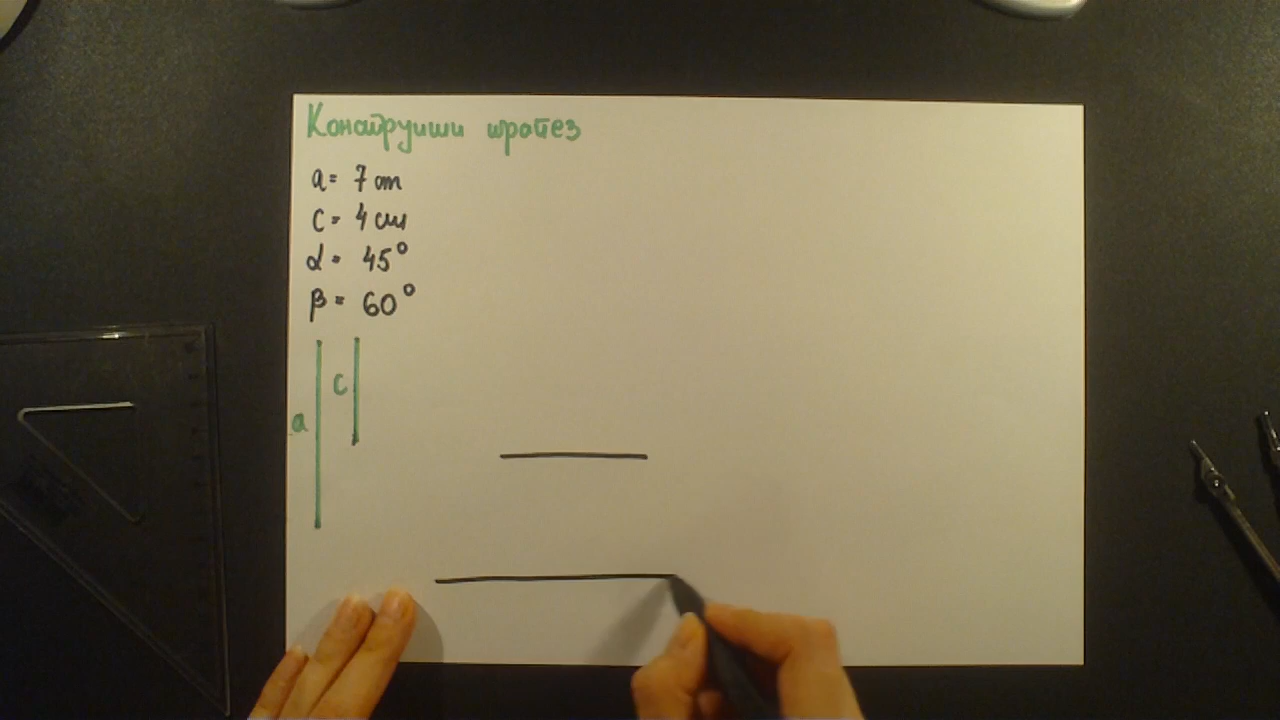 Конструиши трапез
a = 7 cm
c = 4 cm
α = 45°
β = 60°
c
a